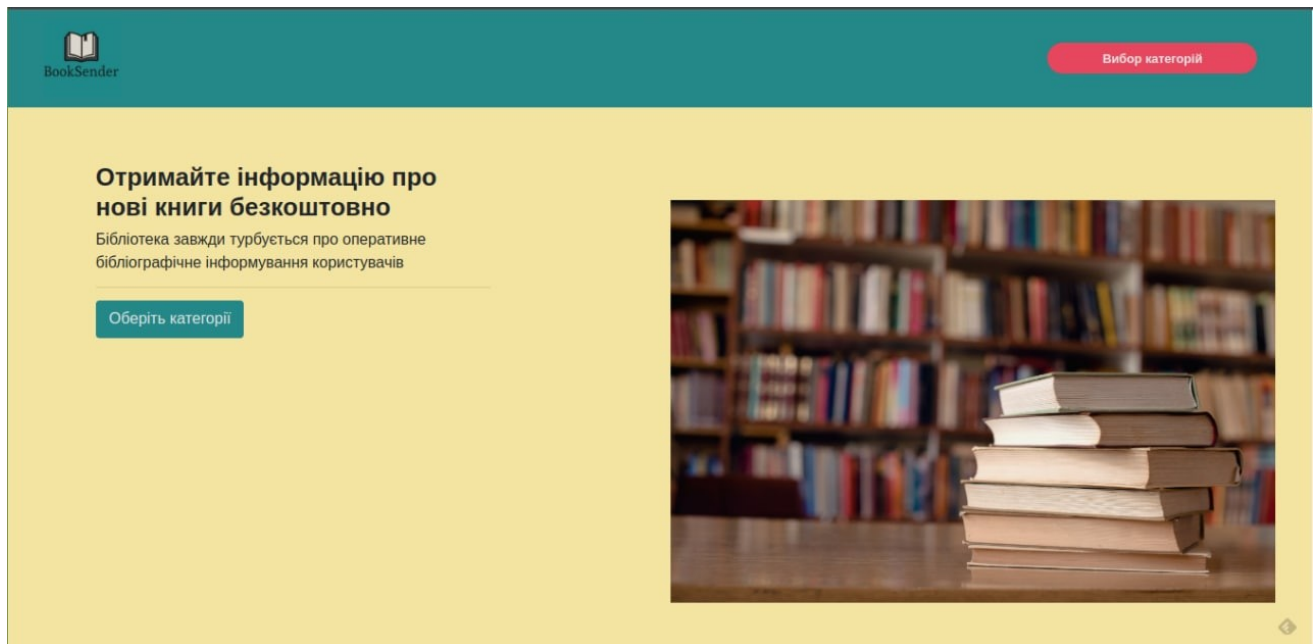 BookSender
Вибор категорій
Отримайте інформацію про
нові книги безкоштовно
Бібліотека завжди турбується про оперативне
бібліографічне інформування користувачів
Оберіть категорії